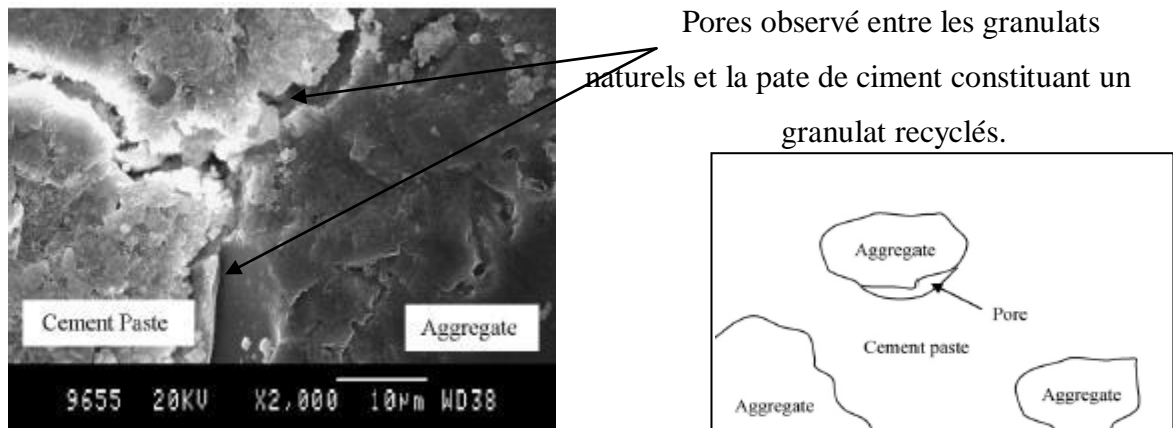 Pores observé entre les granulats
naturels et la pate de ciment constituant un
granulat recyclés.
Cement Paste
Aggregate
9655 20KV X2,000 10µm WD38
Aggregate
Pore
Cement paste
Aggregate
Aggregate